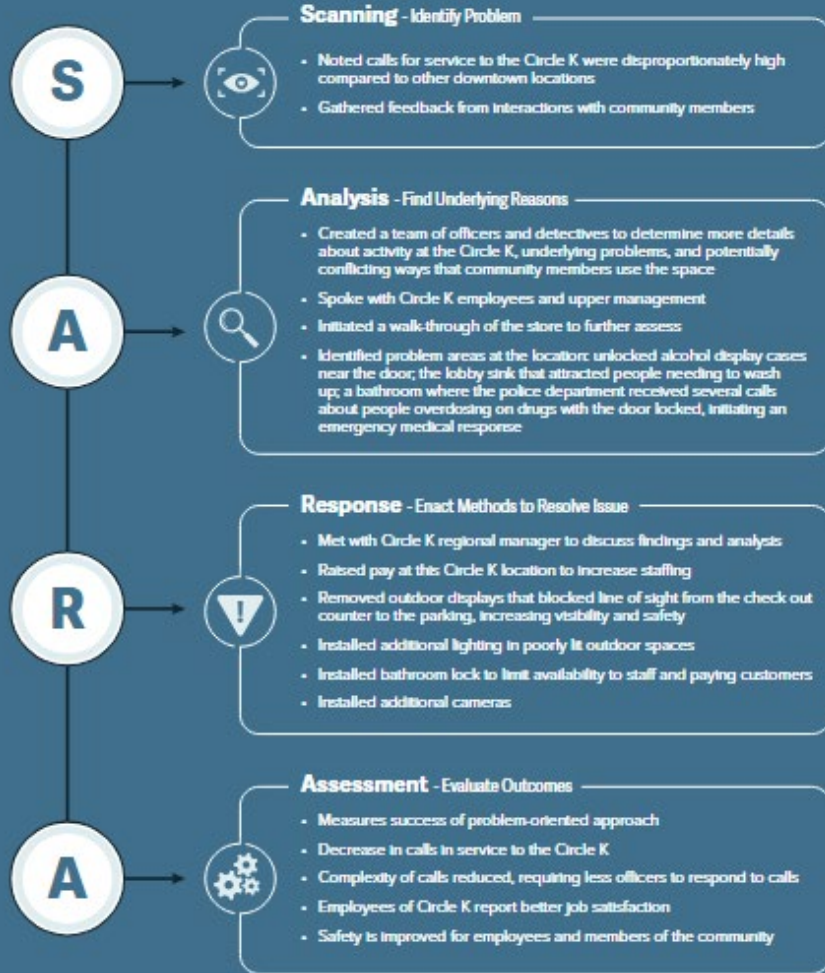 S
Scanning - Identify Problem
• Noted calls for service to the Circle K were disproportionately high
compared to other downtown locations
• Gathered feedback from interactions with community members
A
Analysis - Find Underlying Reasons
• Created a team of officers and detectives to determine more details
about activity at the Circle K, underlying problems, and potentially
conflicting ways that community members use the space
• Spoke with Circle K employees and upper management
• Initiated a walk-through of the store to further assess
• Identified problem areas at the location: unlocked alcohol display cases
near the door; the lobby sink that attracted people needing to wash
up; a bathroom where the police department received several calls
about people overdosing on drugs with the door locked, initiating an
emergency medical response
R
Response - Enact Methods to Resolve Issue
• Met with Circle K regional manager to discuss findings and analysis
• Raised pay at this Circle K location to increase staffing
• Removed outdoor displays that blocked line of sight from the check out
counter to the parking, increasing visibility and safety
• Installed additional lighting in poorly lit outdoor spaces
• Installed bathroom lock to limit availability to staff and paying customers
• Installed additional cameras
A
Assessment - Evaluate Outcomes
• Measures success of problem-oriented approach
• Decrease in calls in service to the Circle K
• Complexity of calls reduced, requiring less officers to respond to calls
• Employees of Circle K report better job satisfaction
• Safety is improved for employees and members of the community